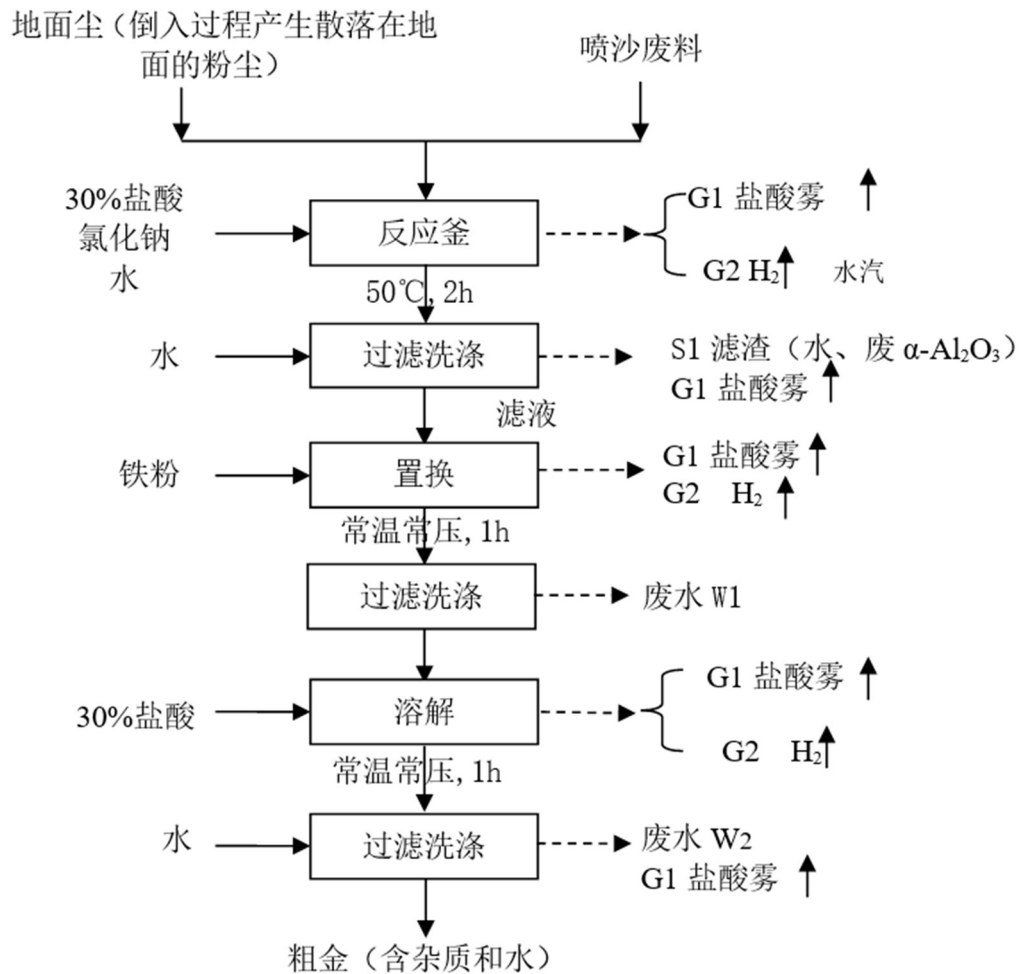 地面尘（倒入过程产生散落在地
面的粉尘）
喷沙废料
30%盐酸
氯化钠
水
反应釜
G1 盐酸雾
G2 H₂
水汽
50℃,2h
水
过滤洗涤
S1 滤渣（水、废α-Al₂O₃）
G1 盐酸雾
滤液
铁粉
置换
G1 盐酸雾
G2 H₂
常温常压,1h
过滤洗涤
废水 W1
30%盐酸
溶解
G1 盐酸雾
G2 H₂
常温常压,1h
水
过滤洗涤
废水 W2
G1 盐酸雾
粗金（含杂质和水）